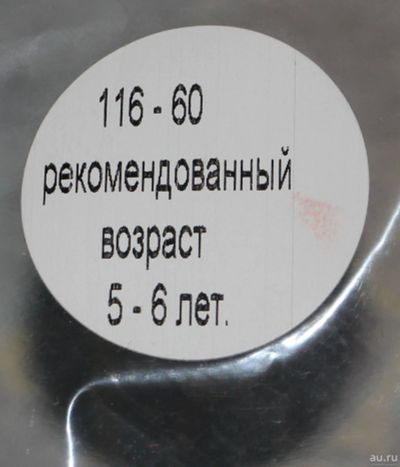 116 - 60
рекомендованный
возраст
5 - 6 лет.
au.ru